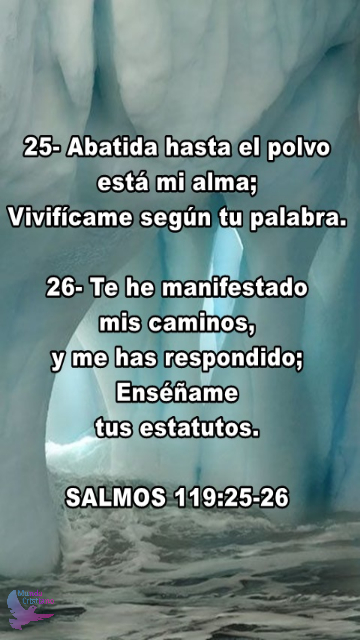 25- Abatida hasta el polvo
está mi alma;
Vivifícame según tu palabra.
26- Te he manifestado
mis caminos,
y me has respondido;
Enséñame
tus estatutos.
SALMOS 119:25-26